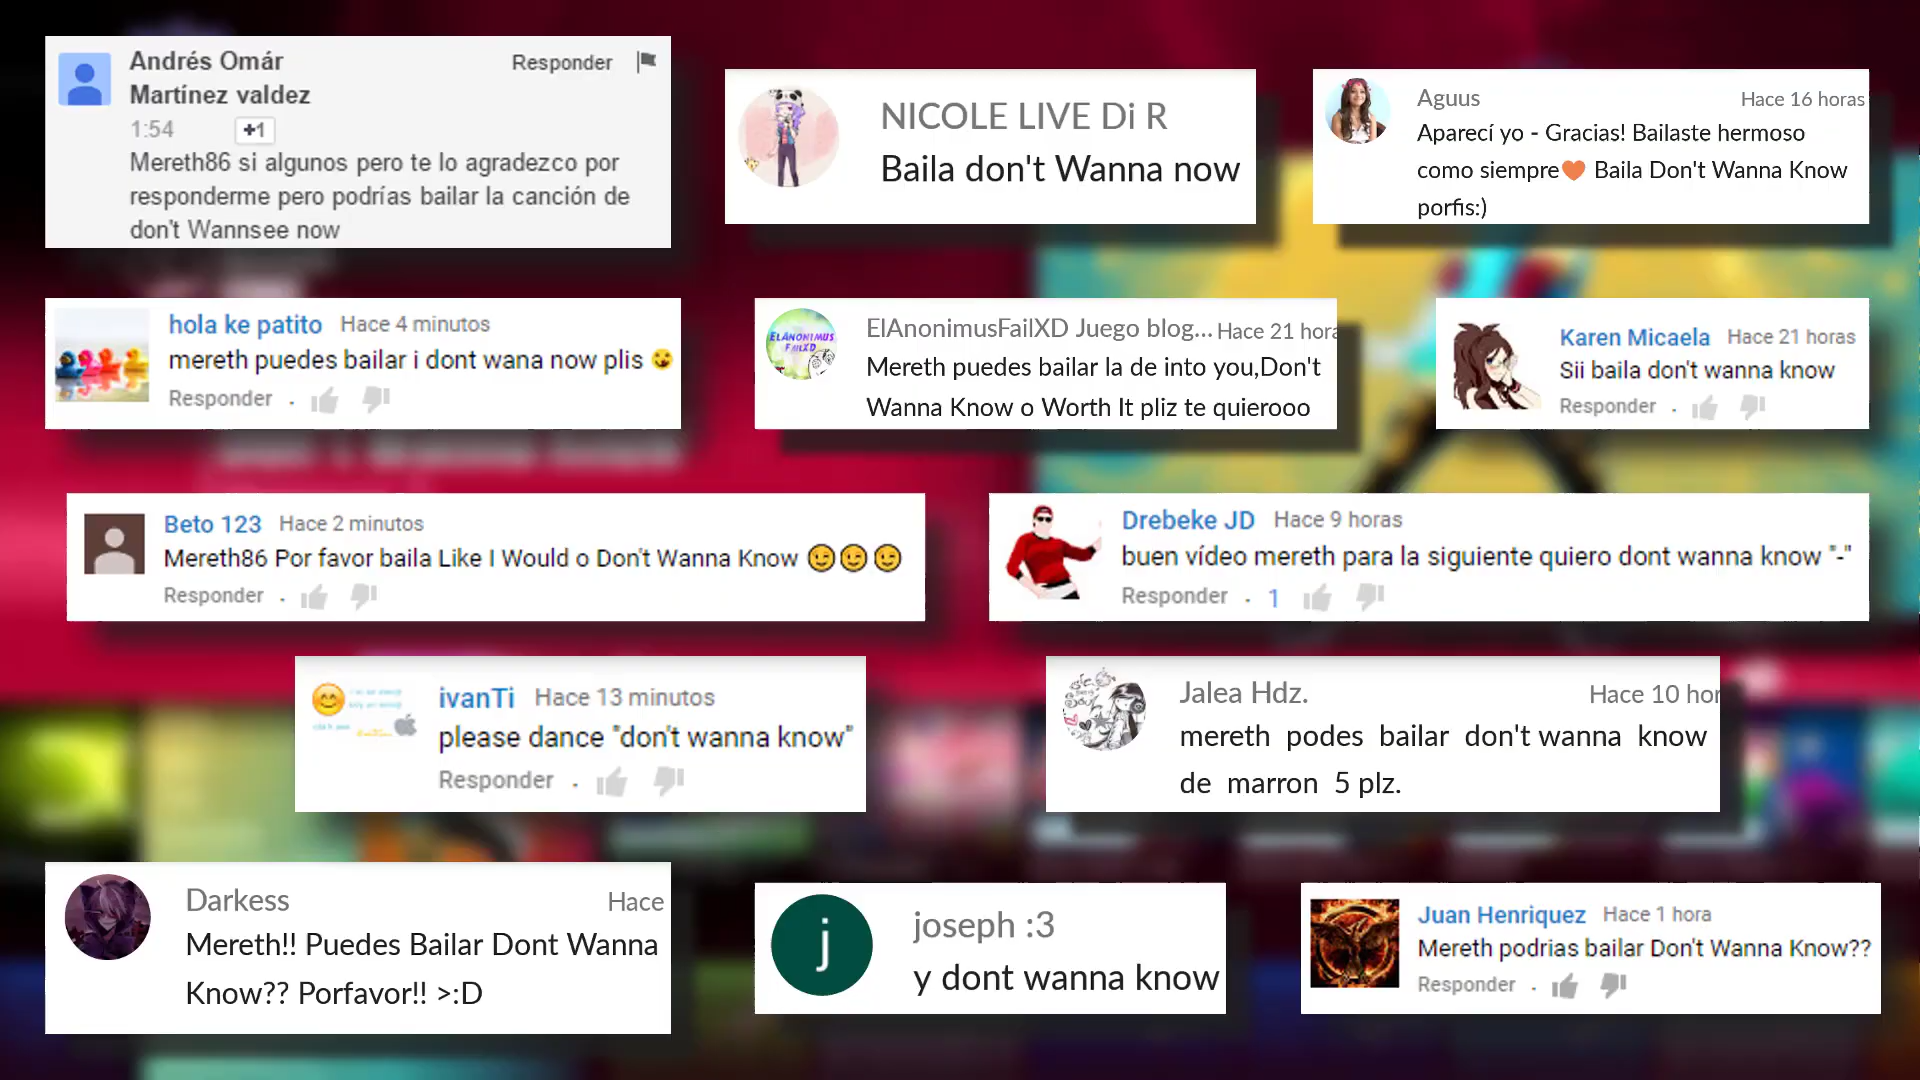 Andrés Omár
Martínez valdez
Responder
1:54
+1
Mereth86 si algunos pero te lo agradezco por
responderme pero podrías bailar la canción de
don't Wannsee now
NICOLE LIVE Di R
Baila don't Wanna now
Aguus
Hace 16 horas
Aparecí yo - Gracias! Bailaste hermoso
como siempre🧡 Baila Don't Wanna Know
porfis:)
hola ke patito Hace 4 minutos
mereth puedes bailar i dont wana now plis 😘
Responder
ELANONIMUS
FAILXD
ElAnonimusFailXD Juego blog... Hace 21 hora
Mereth puedes bailar la de into you,Don't
Wanna Know o Worth It pliz te quierooo
Karen Micaela Hace 21 horas
Sii baila don't wanna know
Responder
Beto 123 Hace 2 minutos
Mereth86 Por favor baila Like I Would o Don't Wanna Know 😉😉😉
Responder
Drebeke JD Hace 9 horas
buen vídeo mereth para la siguiente quiero dont wanna know "-"
Responder 1
ivanTi Hace 13 minutos
please dance "don't wanna know"
Responder
Jalea Hdz. Hace 10 hor
mereth podes bailar don't wanna know
de marron 5 plz.
Darkess Hace
Mereth!! Puedes Bailar Dont Wanna
Know?? Porfavor!! >:D
j
joseph :3
y dont wanna know
Juan Henriquez Hace 1 hora
Mereth podrias bailar Don't Wanna Know??
Responder